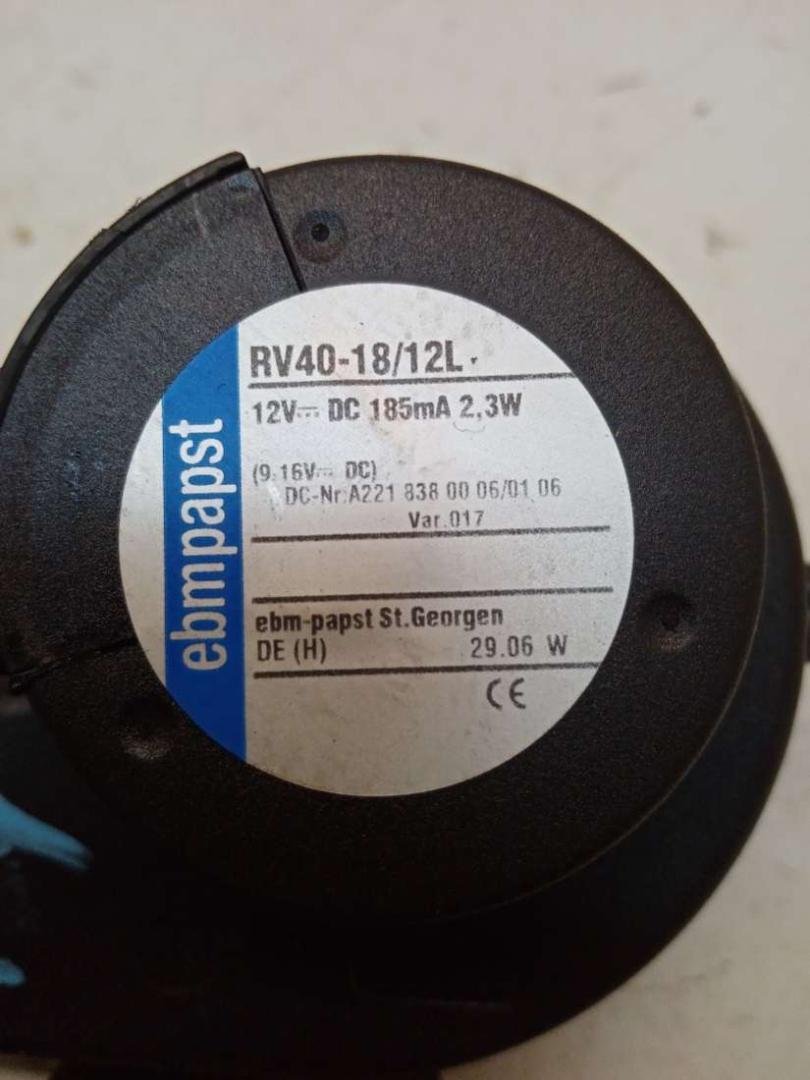 RV40-18/12L.
12V⎓ DC 185mA 2,3W
(9.16V⎓ DC)
DC-Nr.A221 838 00 06/01 06
Var.017
ebmpapst
ebm-papst St.Georgen
DE (H) 29.06 W
CE